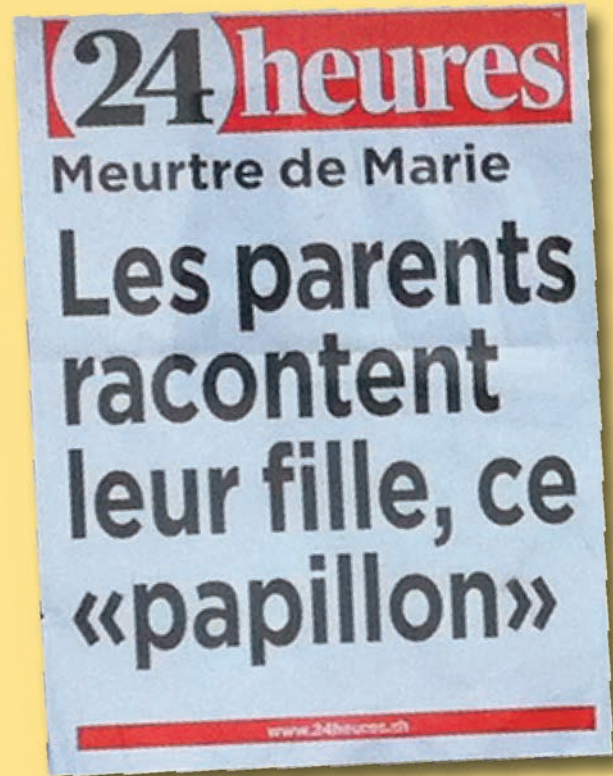 (24)heures
Meurtre de Marie
Les parents
racontent
leur fille, ce
«papillon»
www.24heures.ch